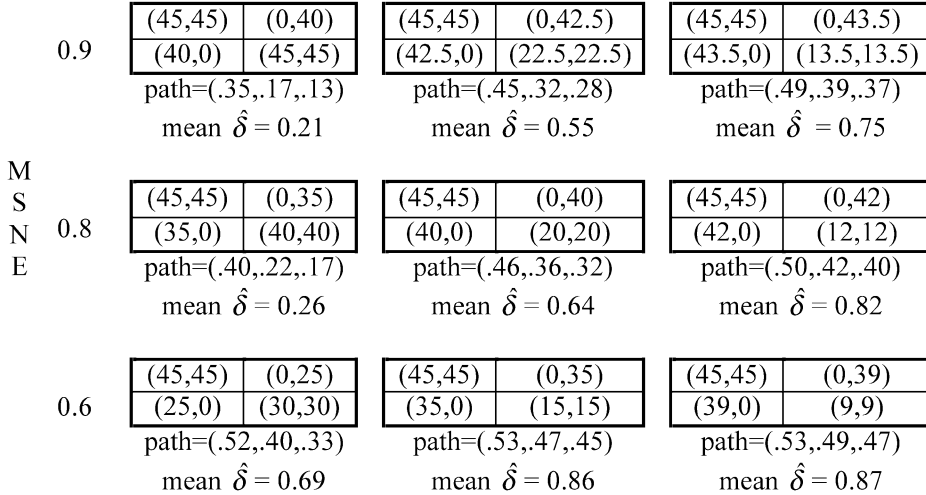 (45,45) (0,40) (45,45) (0,42.5) (45,45) (0,43.5)
0.9
(40,0) (45,45) (42.5,0) (22.5,22.5) (43.5,0) (13.5,13.5)
path=(.35,.17,.13) path=(.45,.32,.28) path=(.49,.39,.37)
mean δ̂ = 0.21 mean δ̂ = 0.55 mean δ̂ = 0.75
M
S
N
E
(45,45) (0,35) (45,45) (0,40) (45,45) (0,42)
0.8
(35,0) (40,40) (40,0) (20,20) (42,0) (12,12)
path=(.40,.22,.17) path=(.46,.36,.32) path=(.50,.42,.40)
mean δ̂ = 0.26 mean δ̂ = 0.64 mean δ̂ = 0.82
(45,45) (0,25) (45,45) (0,35) (45,45) (0,39)
0.6
(25,0) (30,30) (35,0) (15,15) (39,0) (9,9)
path=(.52,.40,.33) path=(.53,.47,.45) path=(.53,.49,.47)
mean δ̂ = 0.69 mean δ̂ = 0.86 mean δ̂ = 0.87